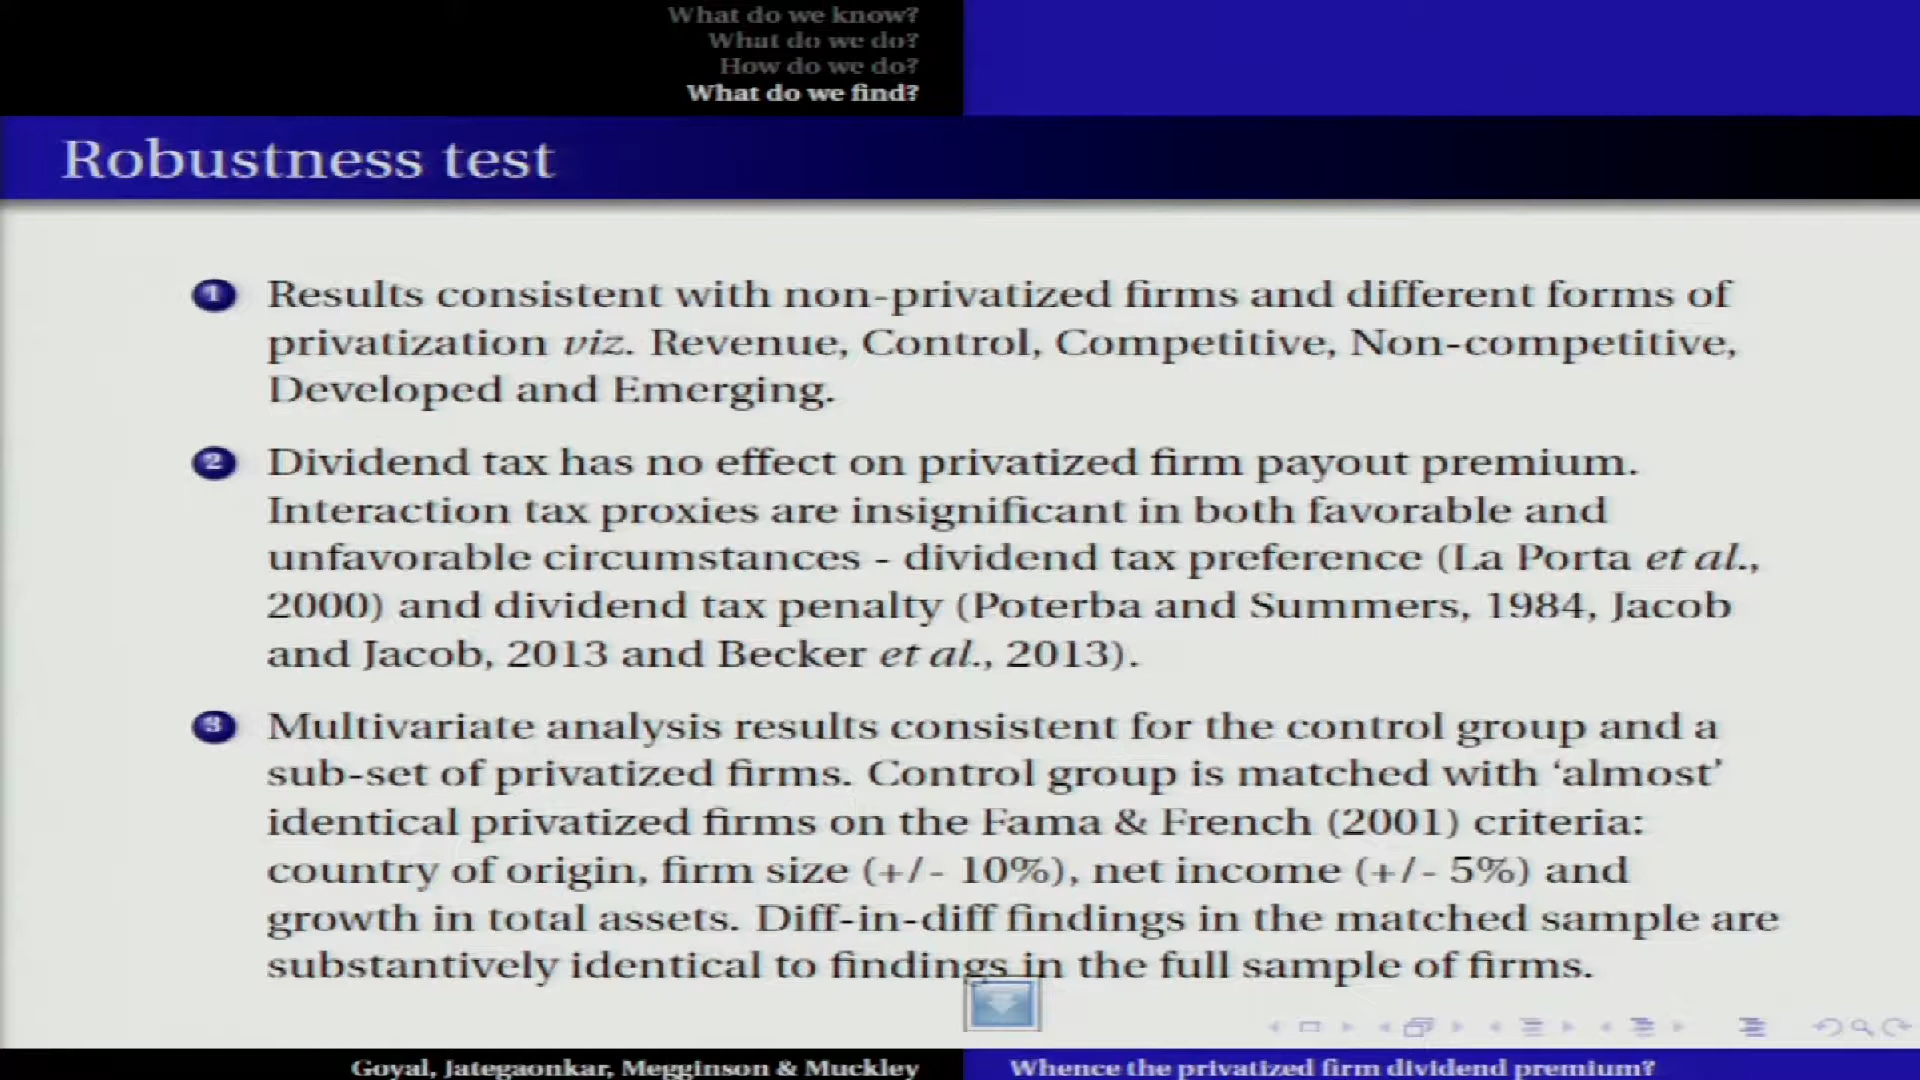 What do we know?
What do we do?
How do we do?
What do we find?
Robustness test
1 Results consistent with non-privatized firms and different forms of
privatization viz. Revenue, Control, Competitive, Non-competitive,
Developed and Emerging.
2 Dividend tax has no effect on privatized firm payout premium.
Interaction tax proxies are insignificant in both favorable and
unfavorable circumstances - dividend tax preference (La Porta et al.,
2000) and dividend tax penalty (Poterba and Summers, 1984, Jacob
and Jacob, 2013 and Becker et al., 2013).
3 Multivariate analysis results consistent for the control group and a
sub-set of privatized firms. Control group is matched with ‘almost’
identical privatized firms on the Fama & French (2001) criteria:
country of origin, firm size (+/- 10%), net income (+/- 5%) and
growth in total assets. Diff-in-diff findings in the matched sample are
substantively identical to findings in the full sample of firms.
Goyal, Jategaonkar, Megginson & Muckley
Whence the privatized firm dividend premium?